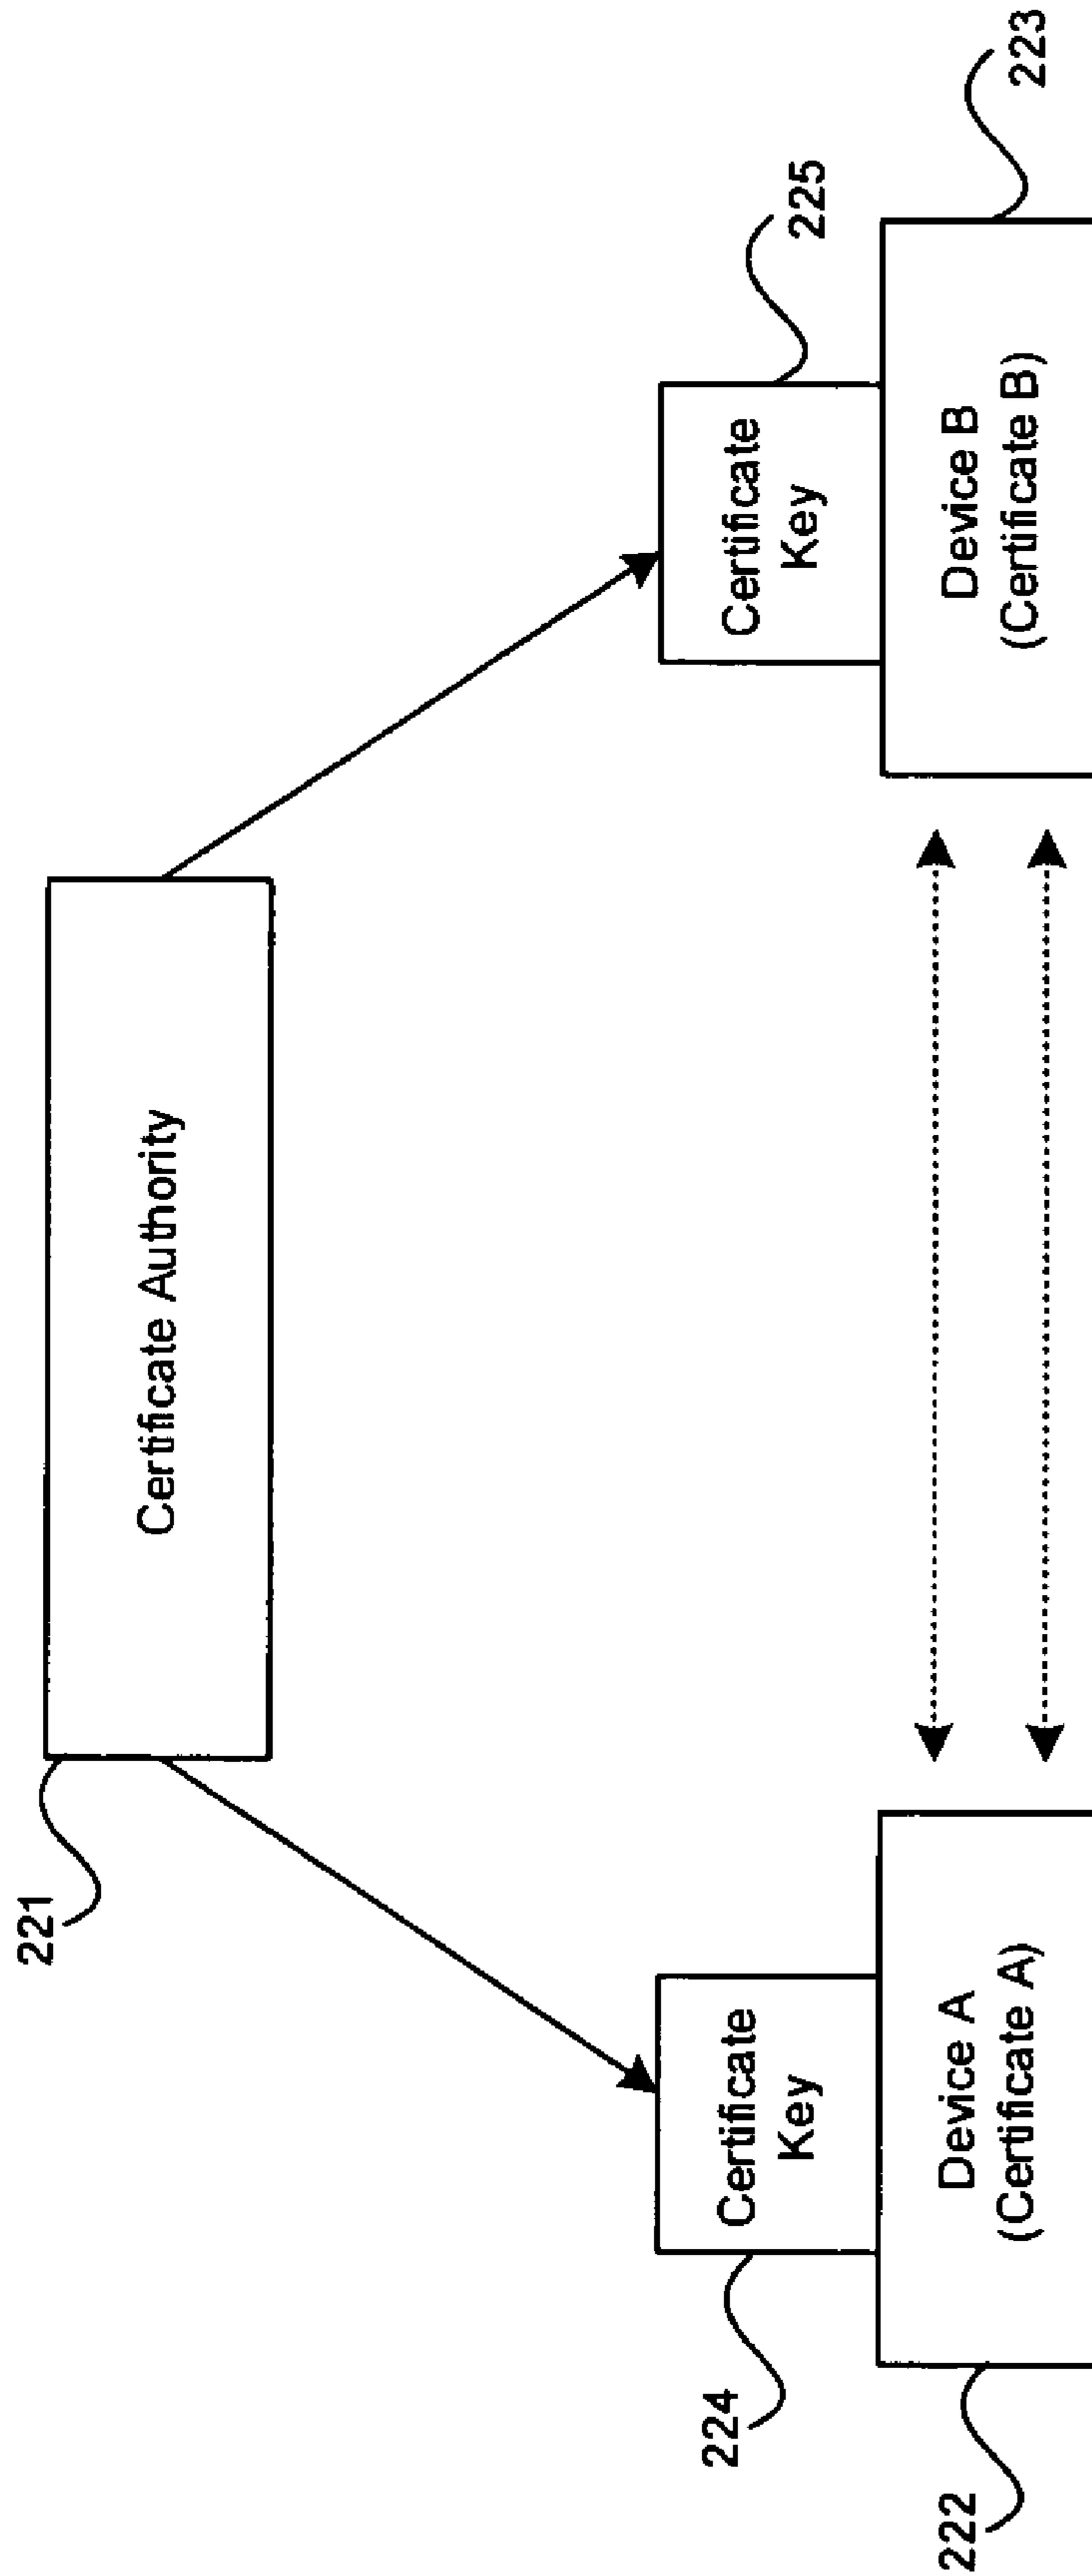 221
Certificate Authority
224
Certificate
Key
Certificate
Key
225
222
Device A
(Certificate A)
Device B
(Certificate B)
223